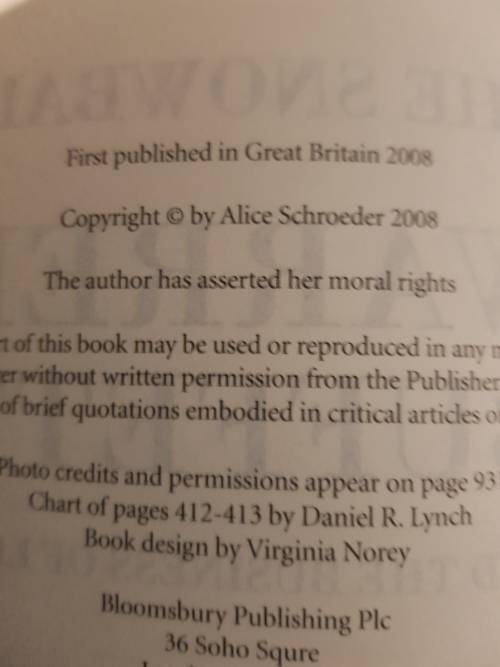 First published in Great Britain 2008
Copyright © by Alice Schroeder 2008
The author has asserted her moral rights
of this book may be used or reproduced in any
without written permission from the Publisher
of brief quotations embodied in critical articles
Photo credits and permissions appear on page 93
Chart of pages 412-413 by Daniel R. Lynch
Book design by Virginia Norey
Bloomsbury Publishing Plc
36 Soho Squre